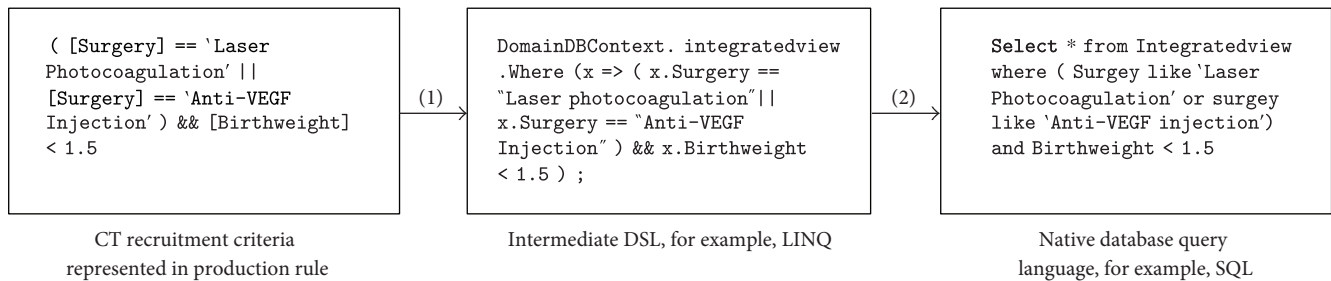 ( [Surgery] == ‵Laser
Photocoagulation′ ||
[Surgery] == ‵Anti-VEGF
Injection′ ) && [Birthweight]
< 1.5
(1)
DomainDBContext. integratedview
.Where (x => ( x.Surgery ==
‶Laser photocoagulation″||
x.Surgery == ‶Anti-VEGF
Injection″ ) && x.Birthweight
< 1.5 ) ;
(2)
Select * from Integratedview
where ( Surgey like ‵Laser
Photocoagulation′ or surgey
like ‵Anti-VEGF injection′)
and Birthweight < 1.5
CT recruitment criteria
represented in production rule
Intermediate DSL, for example, LINQ
Native database query
language, for example, SQL